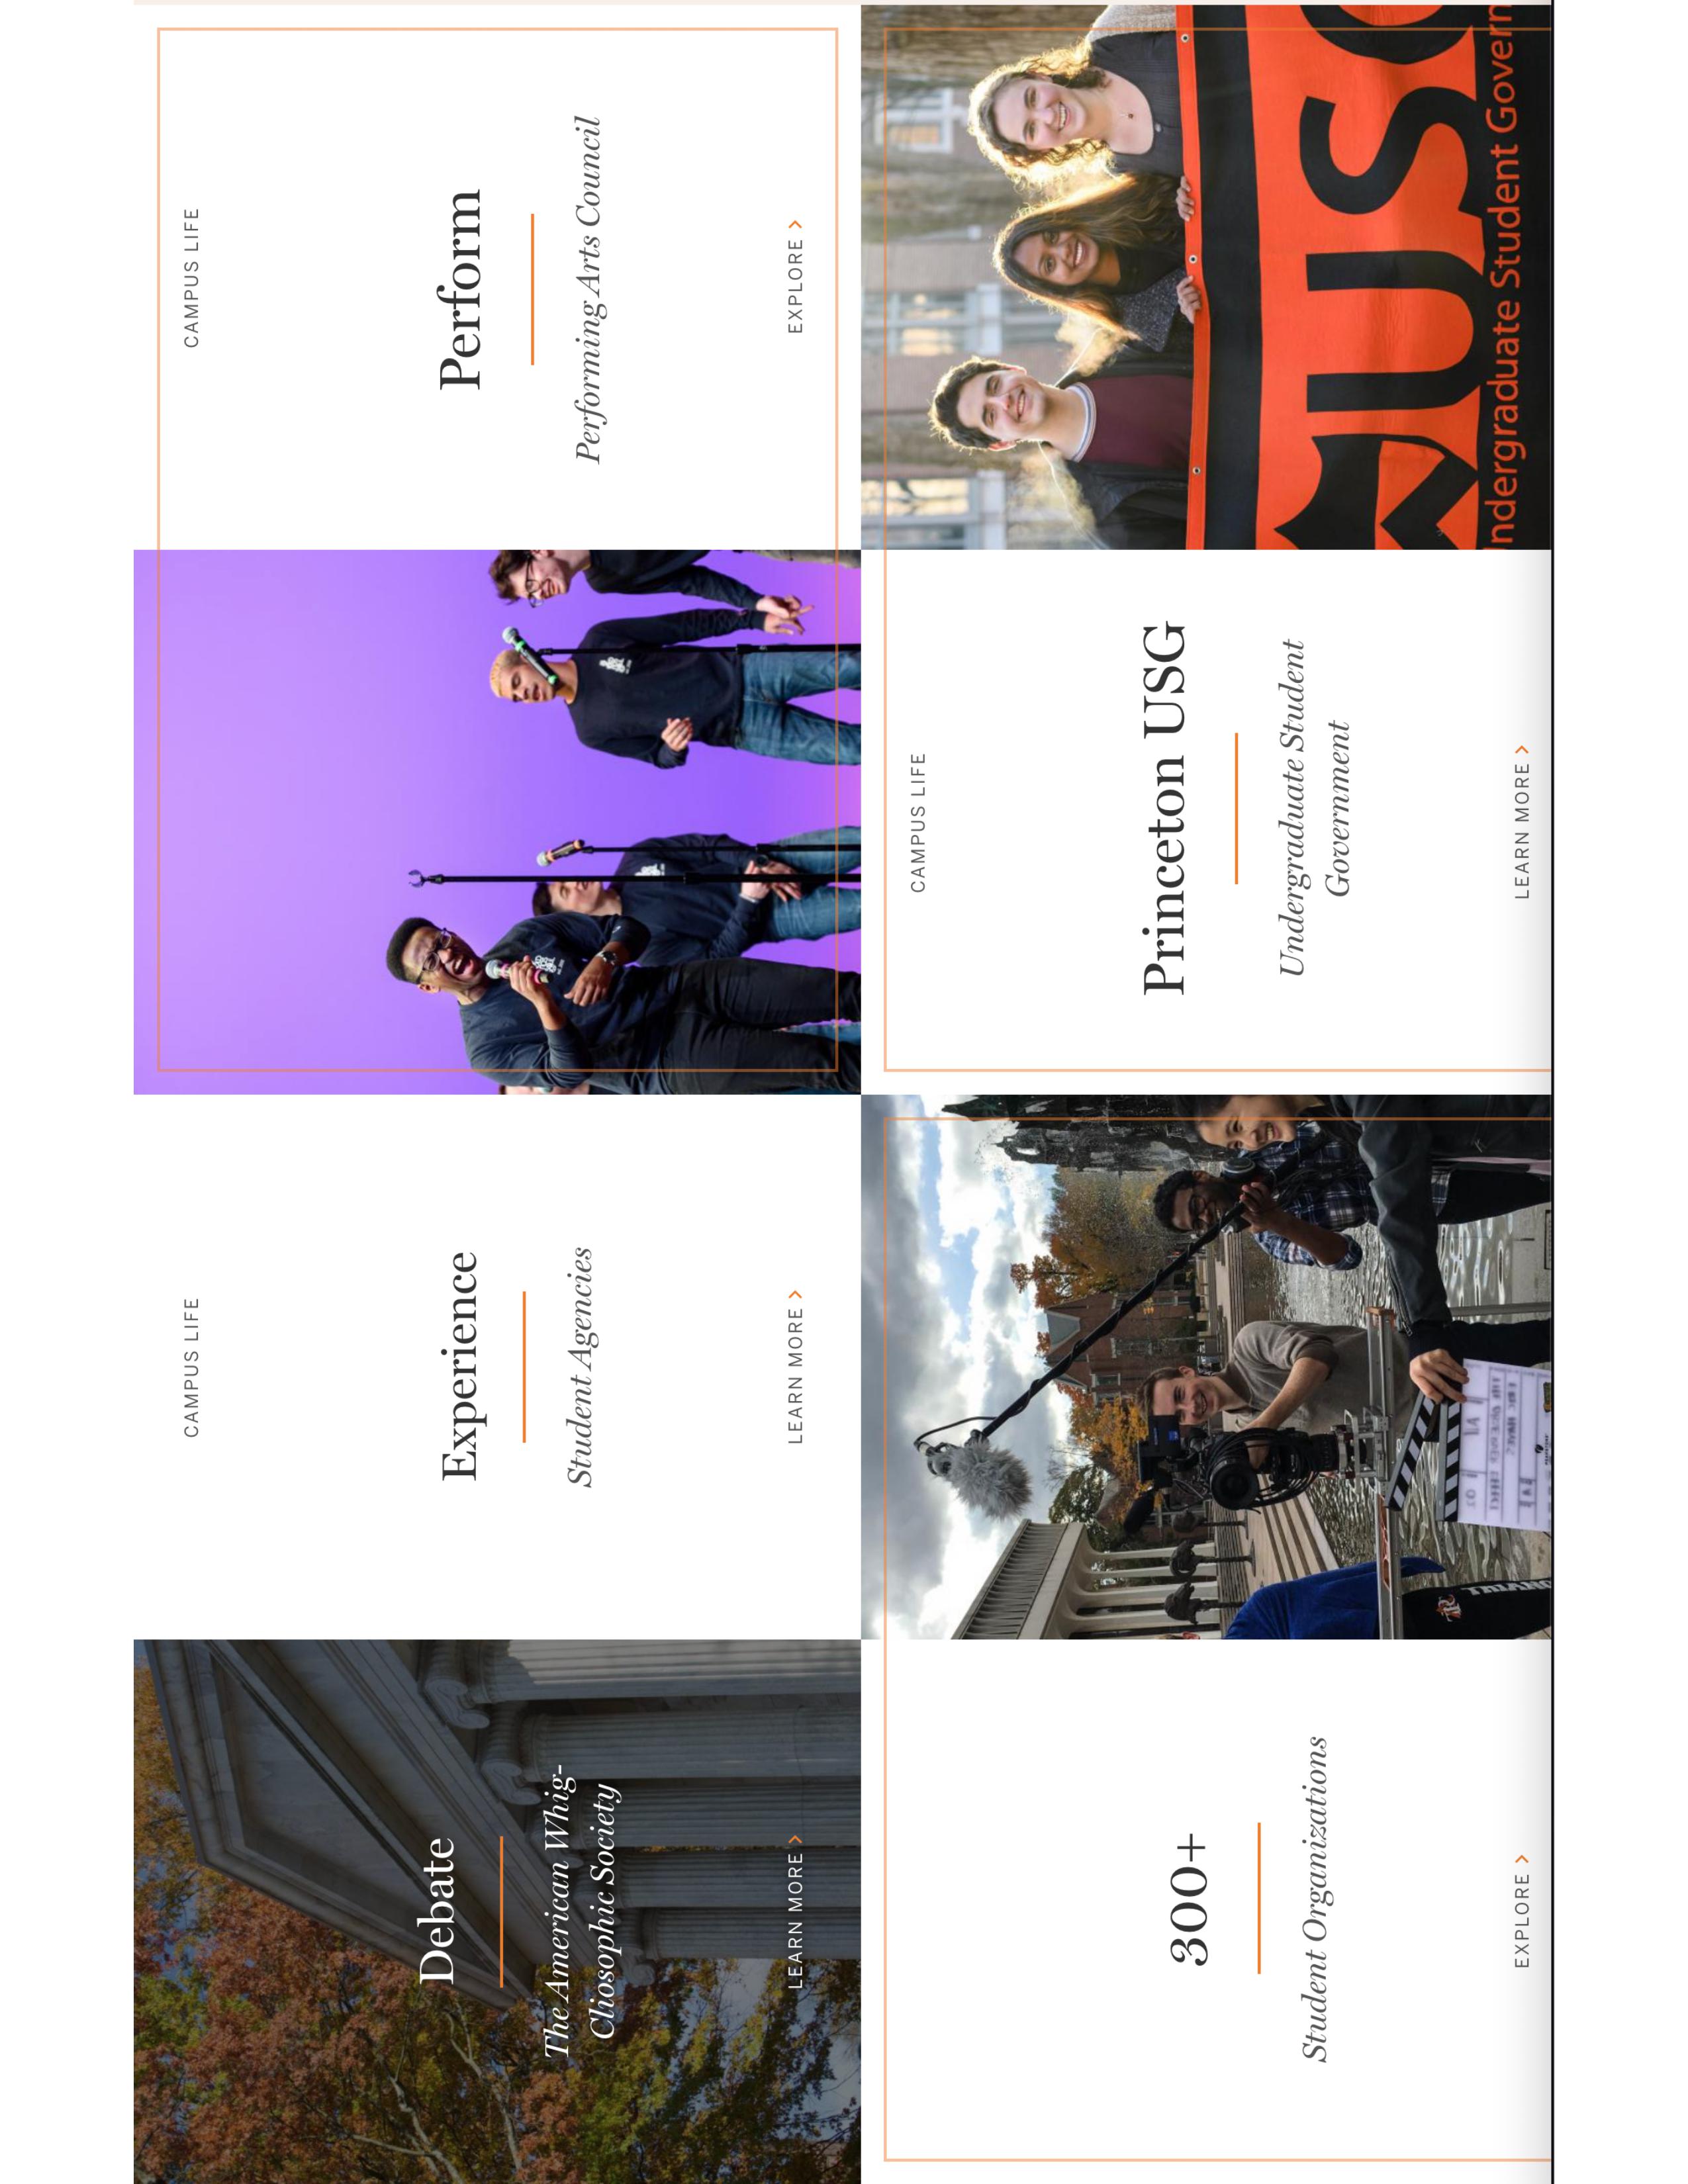 Debate
The American Whig-
Cliosophic Society
LEARN MORE >
CAMPUS LIFE
Experience
Student Agencies
LEARN MORE >
CAMPUS LIFE
Perform
Performing Arts Council
EXPLORE >
300+
Student Organizations
EXPLORE >
CAMPUS LIFE
Princeton USG
Undergraduate Student
Government
LEARN MORE >
USG
ndergraduate Student Govern